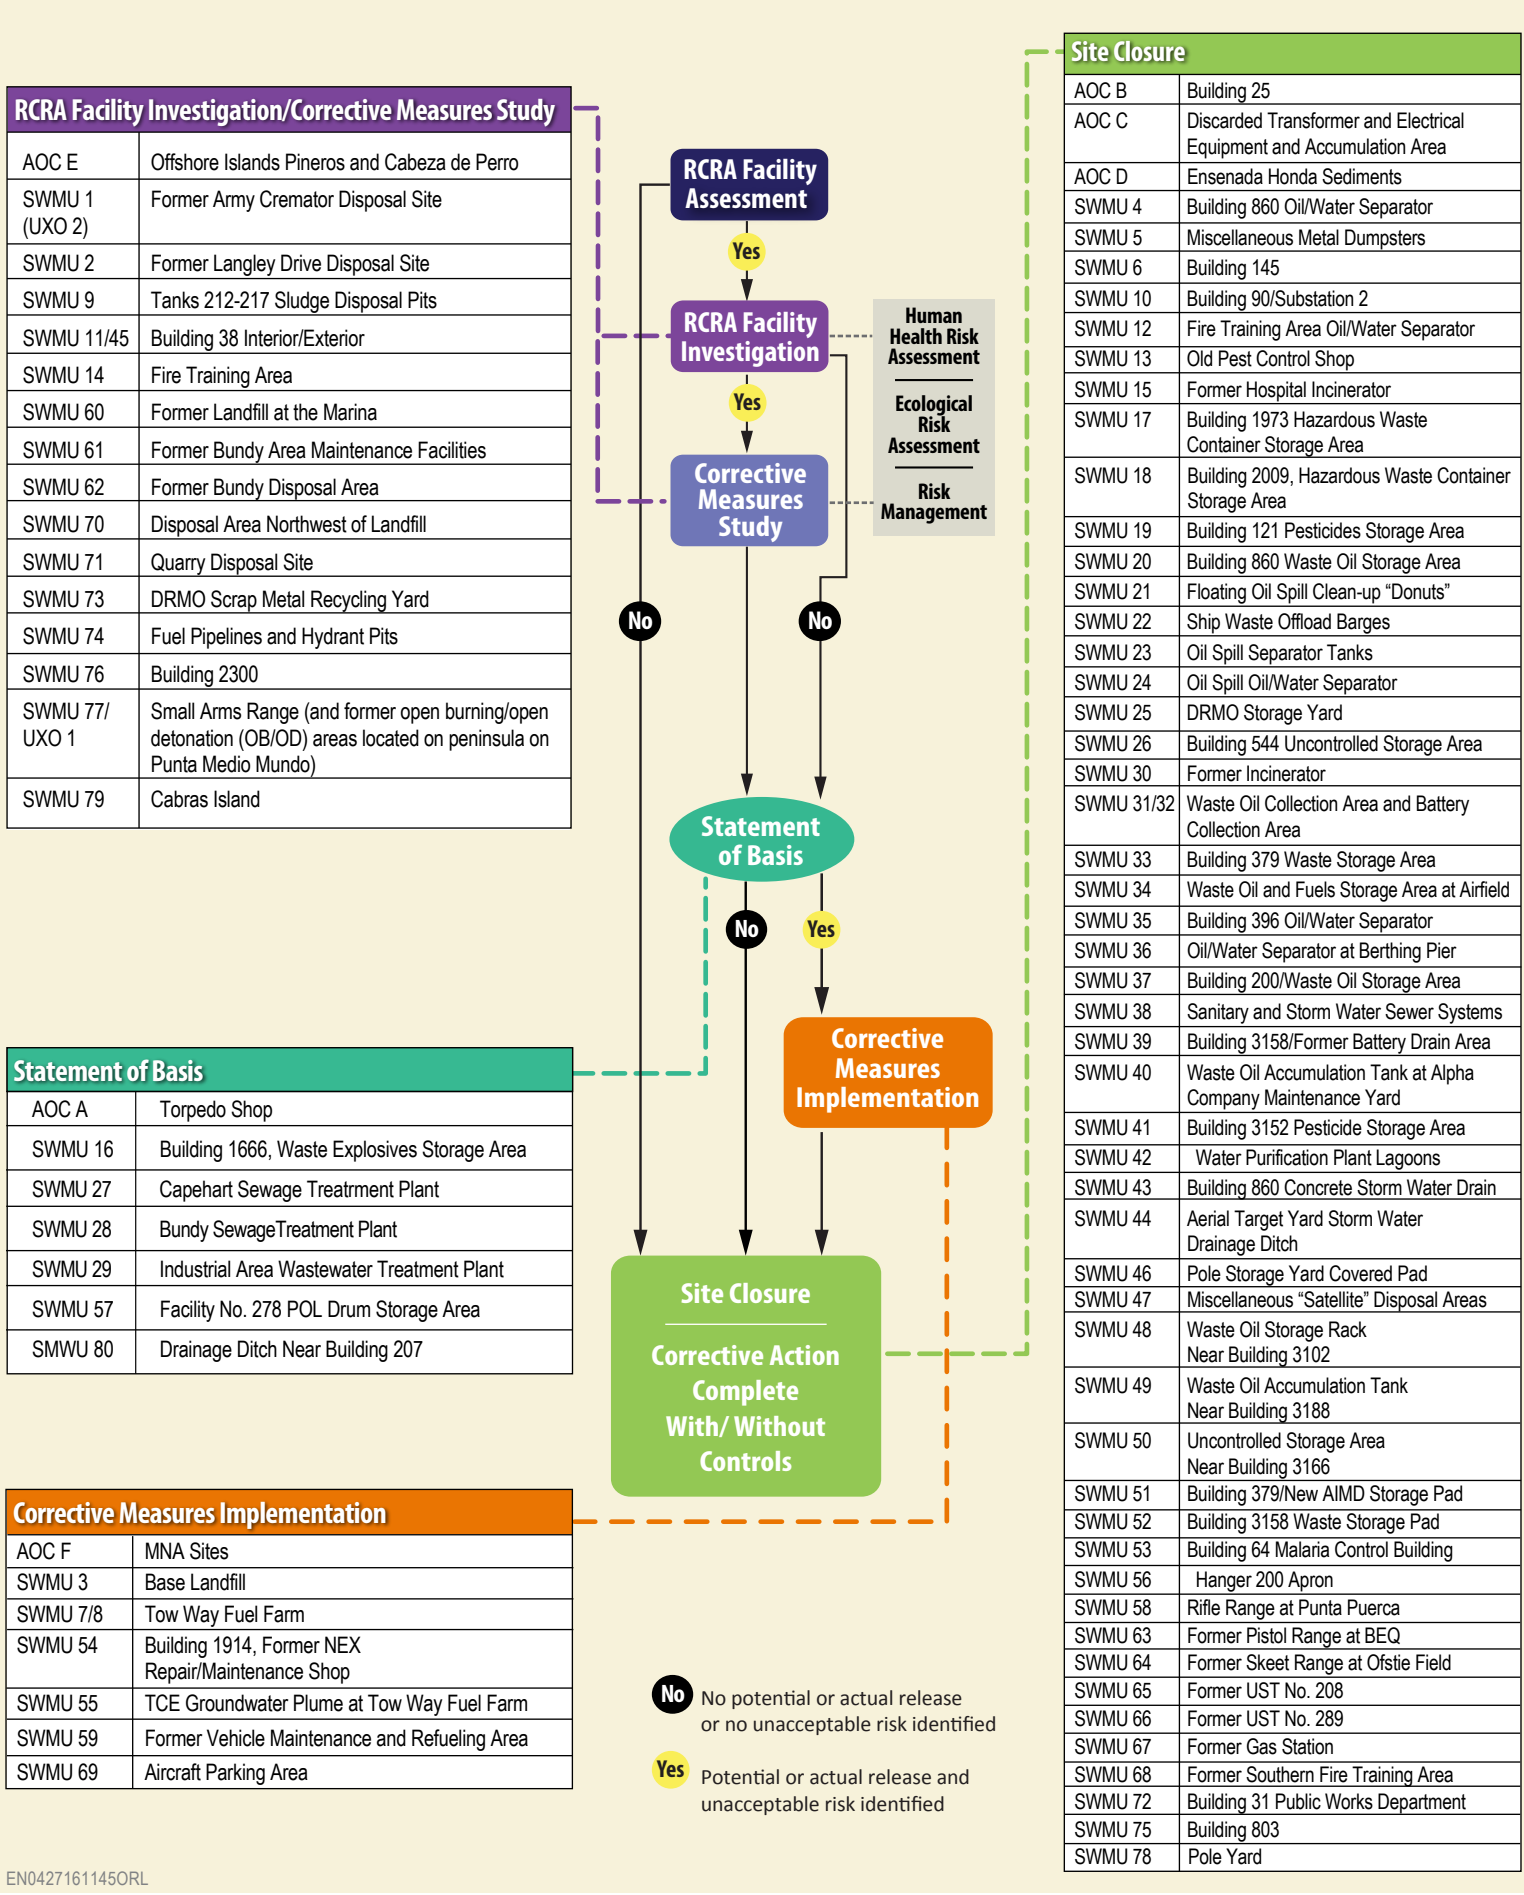 RCRA Facility Investigation/Corrective Measures Study
AOC E Offshore Islands Pineros and Cabeza de Perro
SWMU 1 Former Army Cremator Disposal Site
(UXO 2)
SWMU 2 Former Langley Drive Disposal Site
SWMU 9 Tanks 212-217 Sludge Disposal Pits
SWMU 11/45 Building 38 Interior/Exterior
SWMU 14 Fire Training Area
SWMU 60 Former Landfill at the Marina
SWMU 61 Former Bundy Area Maintenance Facilities
SWMU 62 Former Bundy Disposal Area
SWMU 70 Disposal Area Northwest of Landfill
SWMU 71 Quarry Disposal Site
SWMU 73 DRMO Scrap Metal Recycling Yard
SWMU 74 Fuel Pipelines and Hydrant Pits
SWMU 76 Building 2300
SWMU 77/ Small Arms Range (and former open burning/open
UXO 1 detonation (OB/OD) areas located on peninsula on
Punta Medio Mundo)
SWMU 79 Cabras Island
Statement of Basis
AOC A Torpedo Shop
SWMU 16 Building 1666, Waste Explosives Storage Area
SWMU 27 Capehart Sewage Treatrment Plant
SWMU 28 Bundy SewageTreatment Plant
SWMU 29 Industrial Area Wastewater Treatment Plant
SWMU 57 Facility No. 278 POL Drum Storage Area
SMWU 80 Drainage Ditch Near Building 207
Corrective Measures Implementation
AOC F MNA Sites
SWMU 3 Base Landfill
SWMU 7/8 Tow Way Fuel Farm
SWMU 54 Building 1914, Former NEX
Repair/Maintenance Shop
SWMU 55 TCE Groundwater Plume at Tow Way Fuel Farm
SWMU 59 Former Vehicle Maintenance and Refueling Area
SWMU 69 Aircraft Parking Area
EN0427161145ORL
RCRA Facility
Assessment
Yes
RCRA Facility
Investigation
Yes
Corrective
Measures
Study
Human
Health Risk
Assessment
Ecological
Risk
Assessment
Risk
Management
No
No
Statement
of Basis
No
Yes
Corrective
Measures
Implementation
Site Closure
Corrective Action
Complete
With/ Without
Controls
No No potential or actual release
or no unacceptable risk identified
Yes Potential or actual release and
unacceptable risk identified
Site Closure
AOC B Building 25
AOC C Discarded Transformer and Electrical
Equipment and Accumulation Area
AOC D Ensenada Honda Sediments
SWMU 4 Building 860 Oil/Water Separator
SWMU 5 Miscellaneous Metal Dumpsters
SWMU 6 Building 145
SWMU 10 Building 90/Substation 2
SWMU 12 Fire Training Area Oil/Water Separator
SWMU 13 Old Pest Control Shop
SWMU 15 Former Hospital Incinerator
SWMU 17 Building 1973 Hazardous Waste
Container Storage Area
SWMU 18 Building 2009, Hazardous Waste Container
Storage Area
SWMU 19 Building 121 Pesticides Storage Area
SWMU 20 Building 860 Waste Oil Storage Area
SWMU 21 Floating Oil Spill Clean-up “Donuts”
SWMU 22 Ship Waste Offload Barges
SWMU 23 Oil Spill Separator Tanks
SWMU 24 Oil Spill Oil/Water Separator
SWMU 25 DRMO Storage Yard
SWMU 26 Building 544 Uncontrolled Storage Area
SWMU 30 Former Incinerator
SWMU 31/32 Waste Oil Collection Area and Battery
Collection Area
SWMU 33 Building 379 Waste Storage Area
SWMU 34 Waste Oil and Fuels Storage Area at Airfield
SWMU 35 Building 396 Oil/Water Separator
SWMU 36 Oil/Water Separator at Berthing Pier
SWMU 37 Building 200/Waste Oil Storage Area
SWMU 38 Sanitary and Storm Water Sewer Systems
SWMU 39 Building 3158/Former Battery Drain Area
SWMU 40 Waste Oil Accumulation Tank at Alpha
Company Maintenance Yard
SWMU 41 Building 3152 Pesticide Storage Area
SWMU 42 Water Purification Plant Lagoons
SWMU 43 Building 860 Concrete Storm Water Drain
SWMU 44 Aerial Target Yard Storm Water
Drainage Ditch
SWMU 46 Pole Storage Yard Covered Pad
SWMU 47 Miscellaneous “Satellite” Disposal Areas
SWMU 48 Waste Oil Storage Rack
Near Building 3102
SWMU 49 Waste Oil Accumulation Tank
Near Building 3188
SWMU 50 Uncontrolled Storage Area
Near Building 3166
SWMU 51 Building 379/New AIMD Storage Pad
SWMU 52 Building 3158 Waste Storage Pad
SWMU 53 Building 64 Malaria Control Building
SWMU 56 Hanger 200 Apron
SWMU 58 Rifle Range at Punta Puerca
SWMU 63 Former Pistol Range at BEQ
SWMU 64 Former Skeet Range at Ofstie Field
SWMU 65 Former UST No. 208
SWMU 66 Former UST No. 289
SWMU 67 Former Gas Station
SWMU 68 Former Southern Fire Training Area
SWMU 72 Building 31 Public Works Department
SWMU 75 Building 803
SWMU 78 Pole Yard